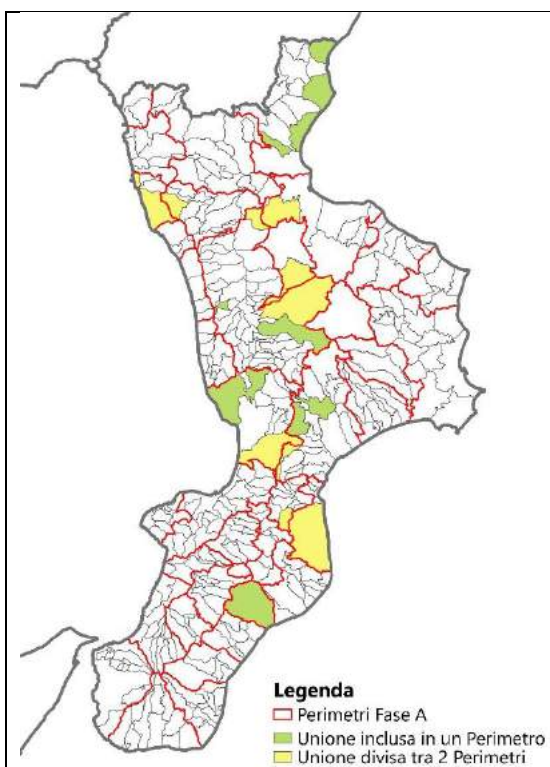 Legenda
Perimetri Fase A
Unione inclusa in un Perimetro
Unione divisa tra 2 Perimetri